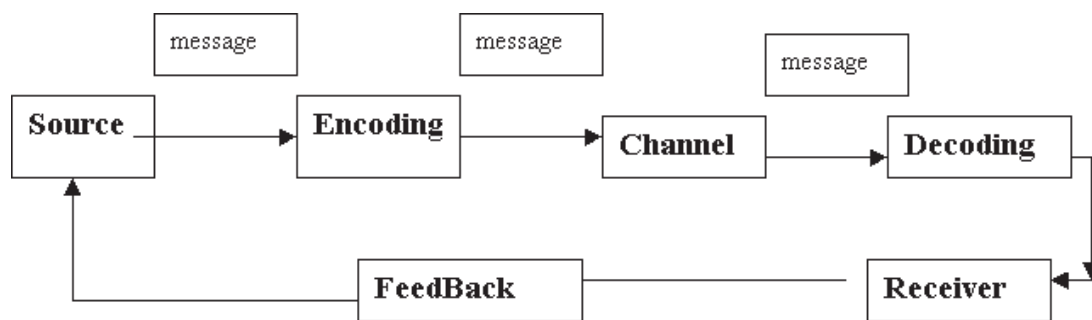 message
message
message
Source
Encoding
Channel
Decoding
FeedBack
Receiver